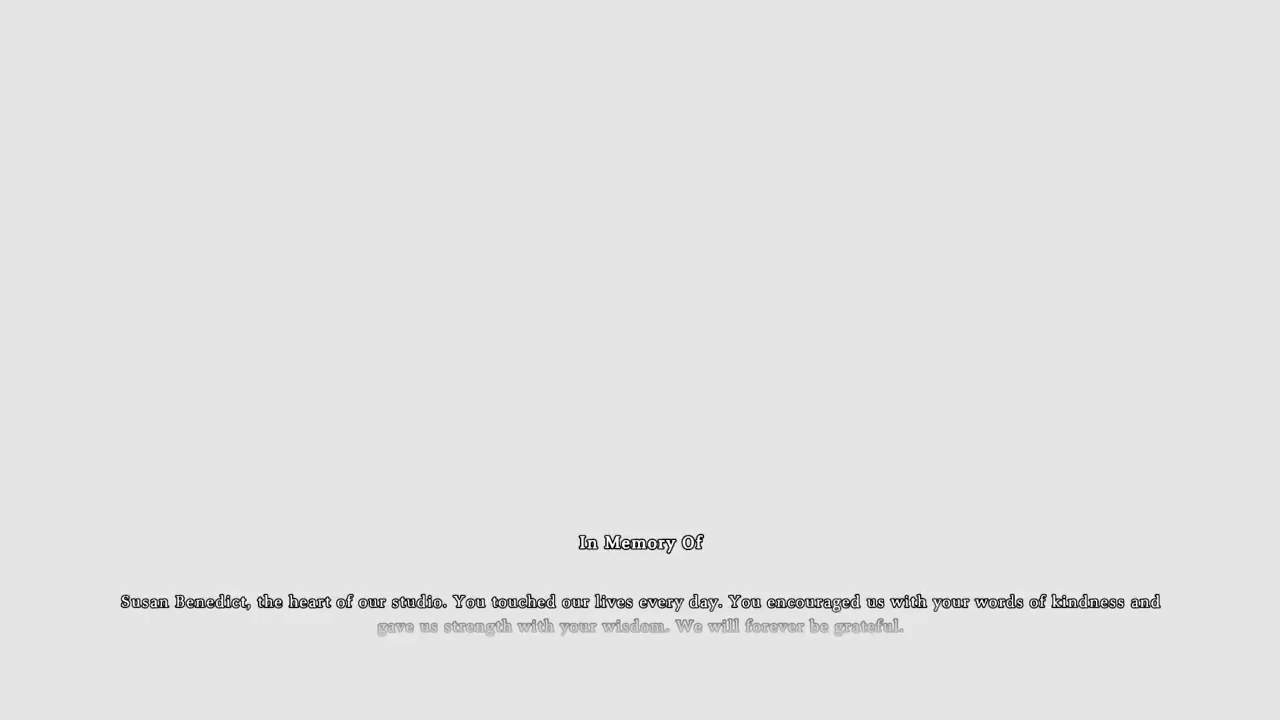 In Memory Of
Susan Benedict, the heart of our studio. You touched our lives every day. You encouraged us with your words of kindness and
gave us strength with your wisdom. We will forever be grateful.